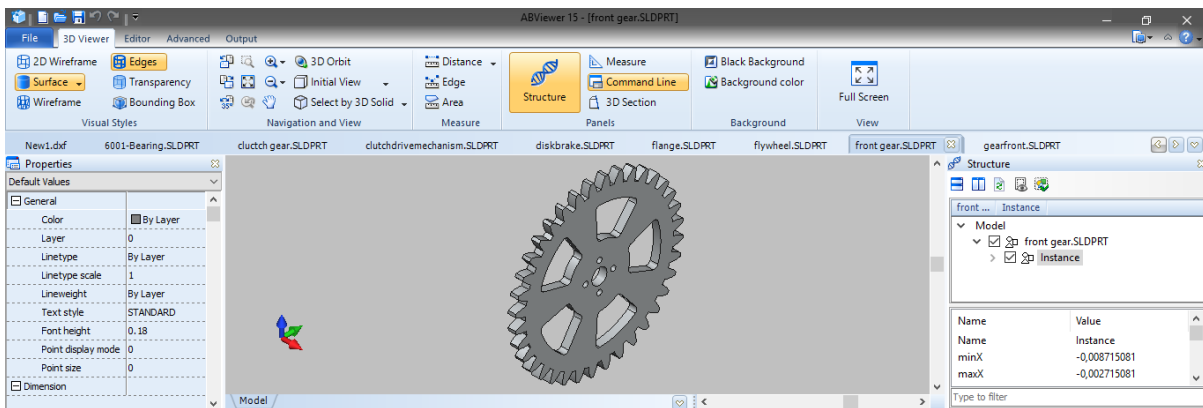 ABViewer 15 - [front gear.SLDPRT]
File 3D Viewer Editor Advanced Output
2D Wireframe Edges 3D Orbit Distance Measure Black Background
Surface Transparency Initial View Edge Structure Command Line Background color Full Screen
Wireframe Bounding Box 35° Select by 3D Solid Area 3D Section
Visual Styles Navigation and View Measure Panels Background View
New1.dxf 6001-Bearing.SLDPRT cluctch gear.SLDPRT clutchdrivemechanism.SLDPRT diskbrake.SLDPRT flange.SLDPRT flywheel.SLDPRT front gear.SLDPRT gearfront.SLDPRT
Properties
Default Values
General
Color By Layer
Layer 0
Linetype By Layer
Linetype scale 1
Lineweight By Layer
Text style STANDARD
Font height 0.18
Point display mode 0
Point size 0
Dimension
Model
Structure
front ... Instance
Model
front gear.SLDPRT
Instance
Name Value
Name Instance
minX -0,008715081
maxX -0,002715081
Type to filter